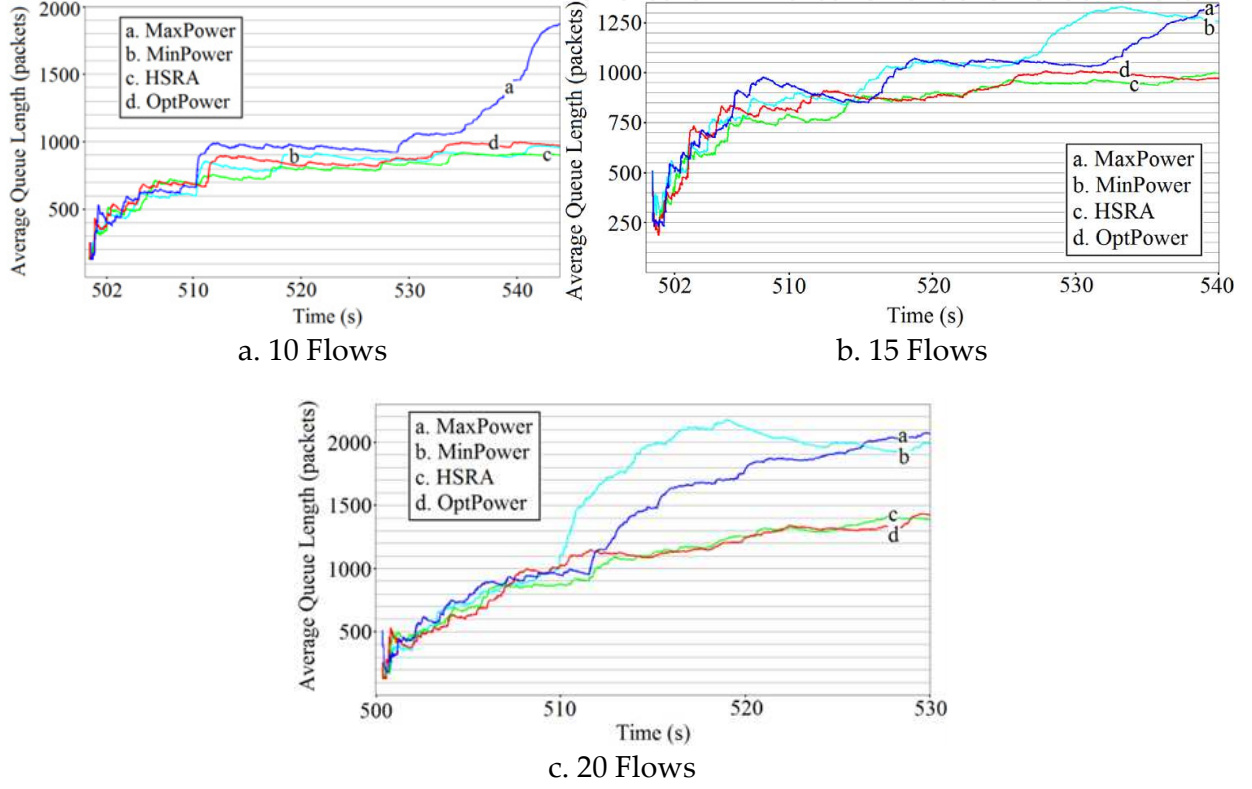 2000
1500
1000
500
Average Queue Length (packets)
a. MaxPower
b. MinPower
c. HSRA
d. OptPower
a
b
d
c
502
510
520
530
540
Time (s)
a. 10 Flows
1250
1000
750
500
250
Average Queue Length (packets)
a
b
d
c
a. MaxPower
b. MinPower
c. HSRA
d. OptPower
502
510
520
530
540
Time (s)
b. 15 Flows
2000
1500
1000
500
Average Queue Length (packets)
a. MaxPower
b. MinPower
c. HSRA
d. OptPower
a
b
c
d
500
510
520
530
Time (s)
c. 20 Flows